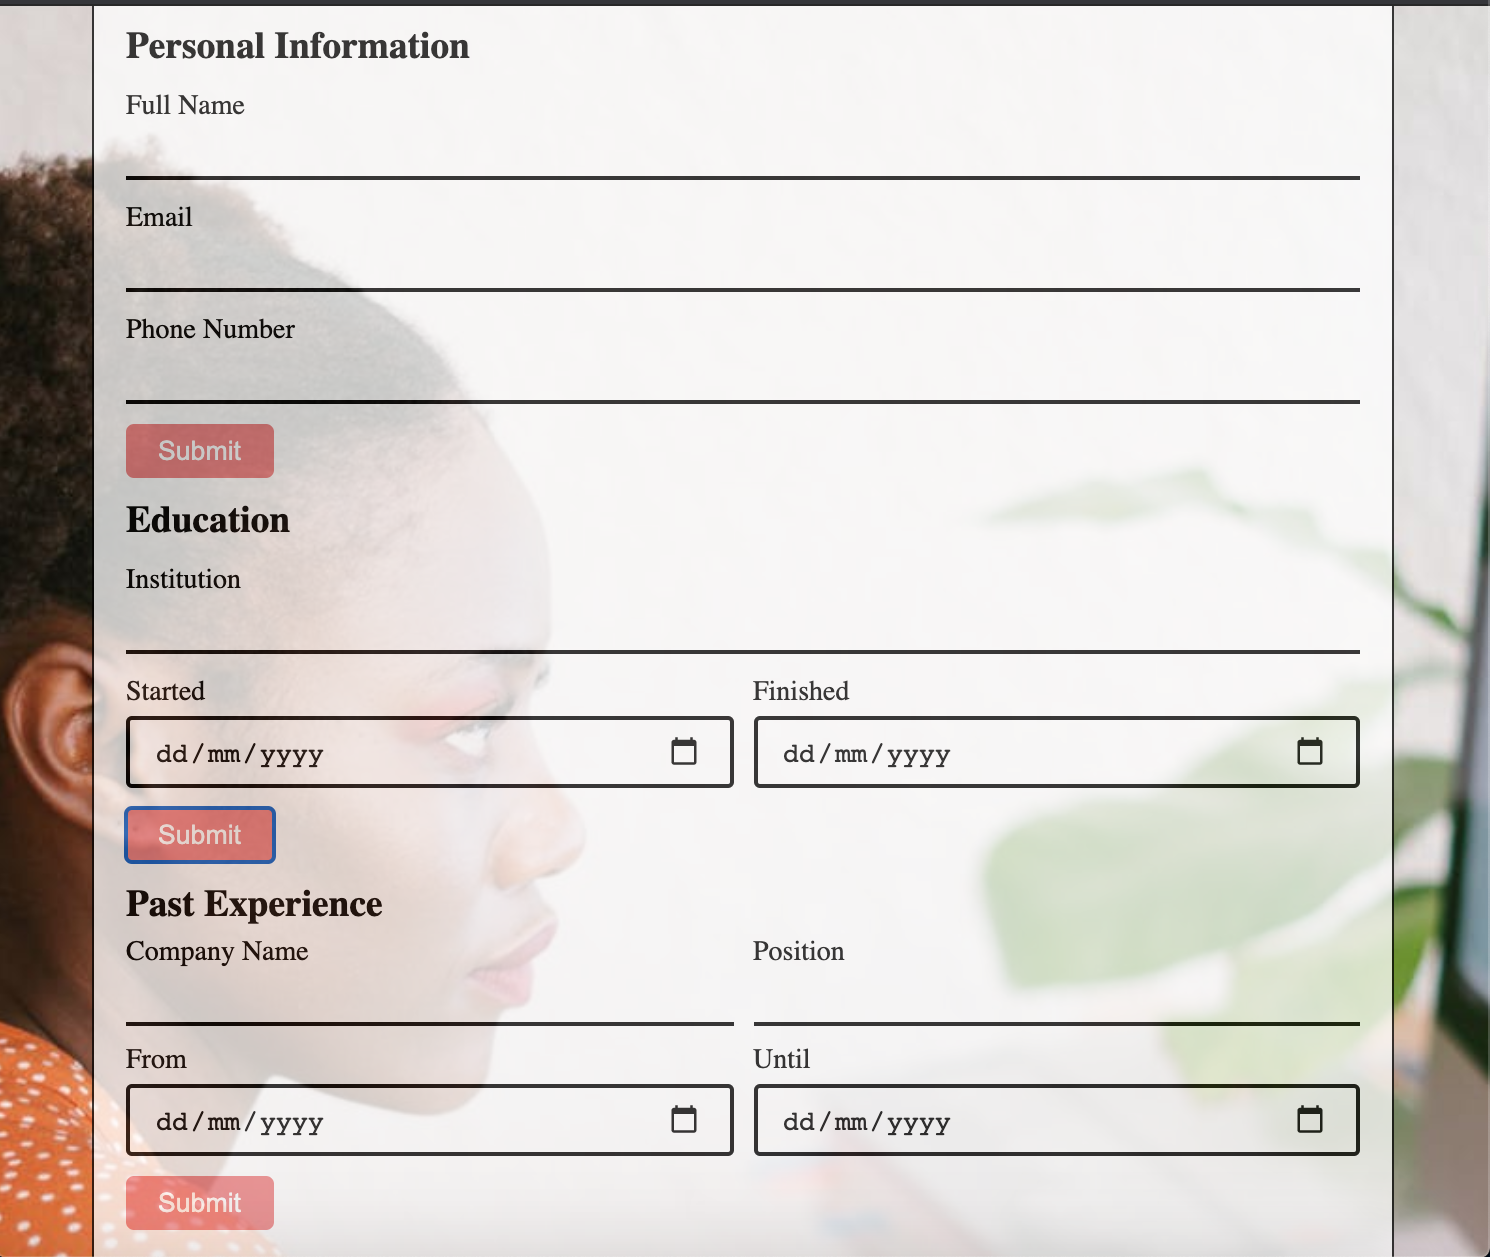 Personal Information
Full Name
Email
Phone Number
Submit
Education
Institution
Started Finished
dd/mm/yyyy dd/mm/yyyy
Submit
Past Experience
Company Name Position
From Until
dd/mm/yyyy dd/mm/yyyy
Submit